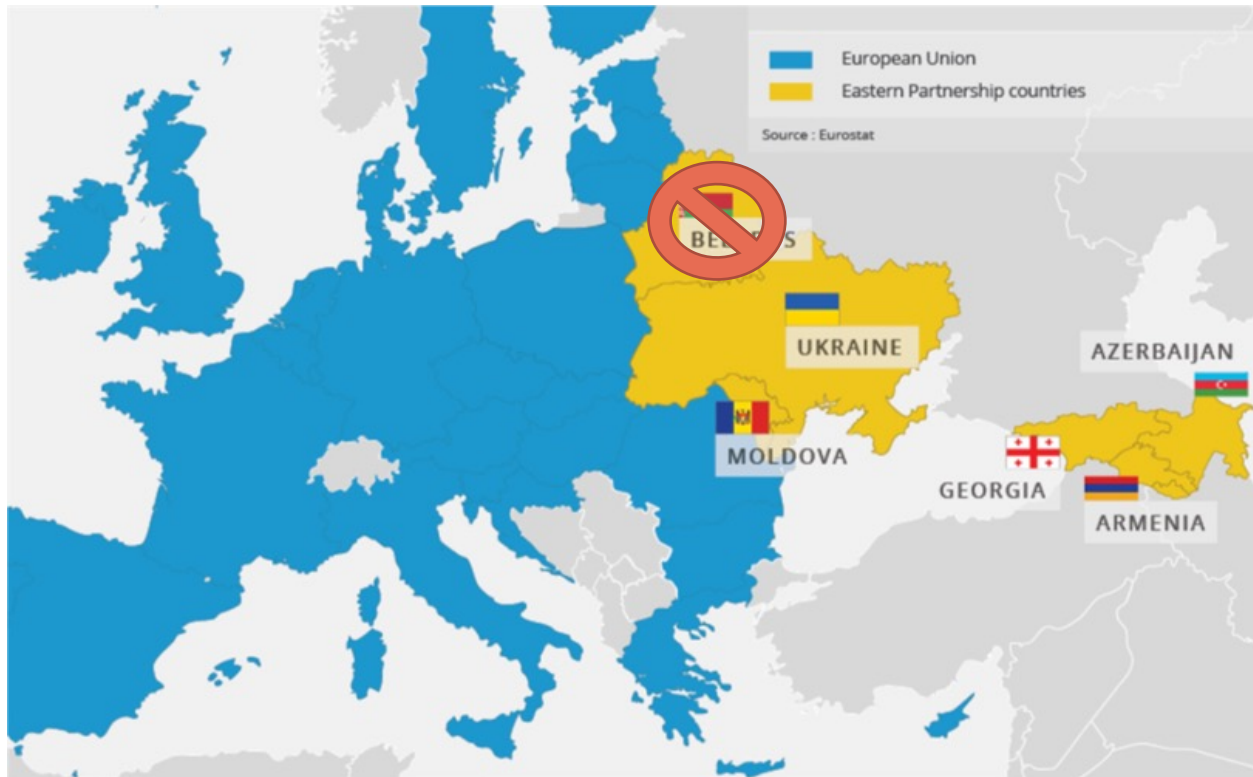 European Union
Eastern Partnership countries
Source : Eurostat
UKRAINE
AZERBAIJAN
MOLDOVA
GEORGIA
ARMENIA